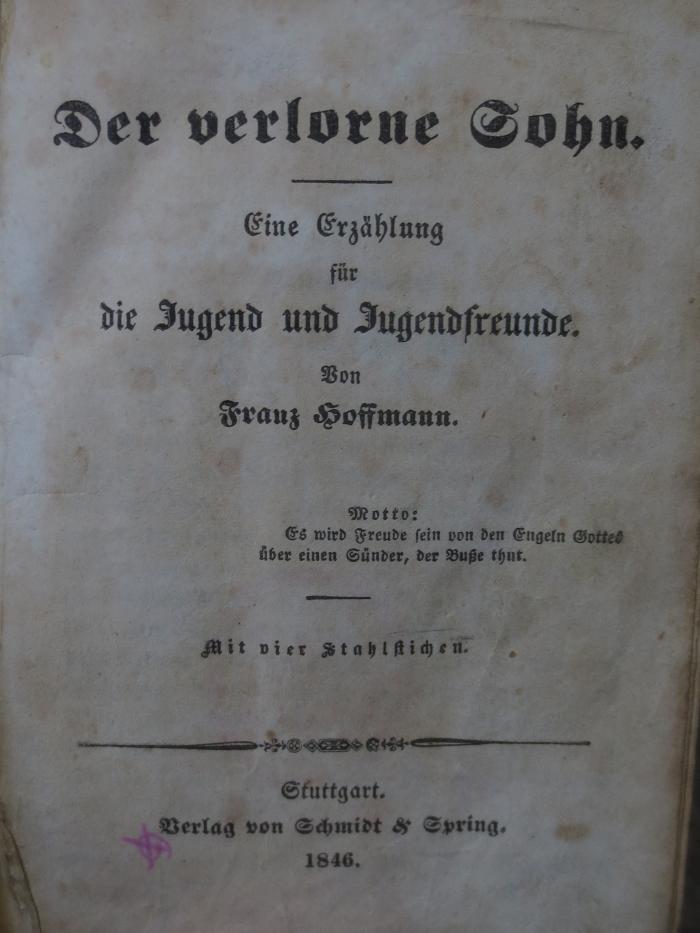 Der verlorne Sohn.
Eine Erzählung
für
die Jugend und Jugendfreunde.
Von
Franz Hoffmann.
Motto:
Es wird Freude sein von den Engeln Gottes
über einen Sünder, der Buße thut.
Mit vier Stahlstichen.
Stuttgart.
Verlag von Schmidt & Spring.
1846.